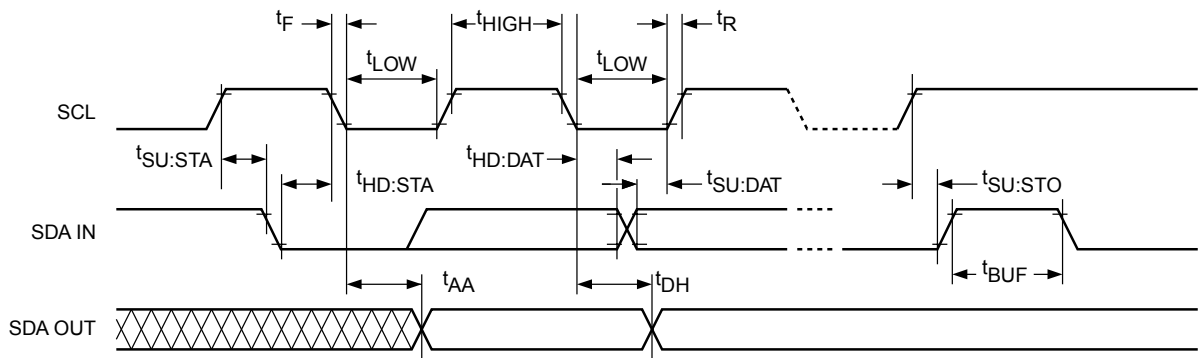 tF
tHIGH
tR
tLOW
tLOW
SCL
tSU:STA
tHD:STA
tHD:DAT
tSU:DAT
tSU:STO
SDA IN
tBUF
tAA
tDH
SDA OUT